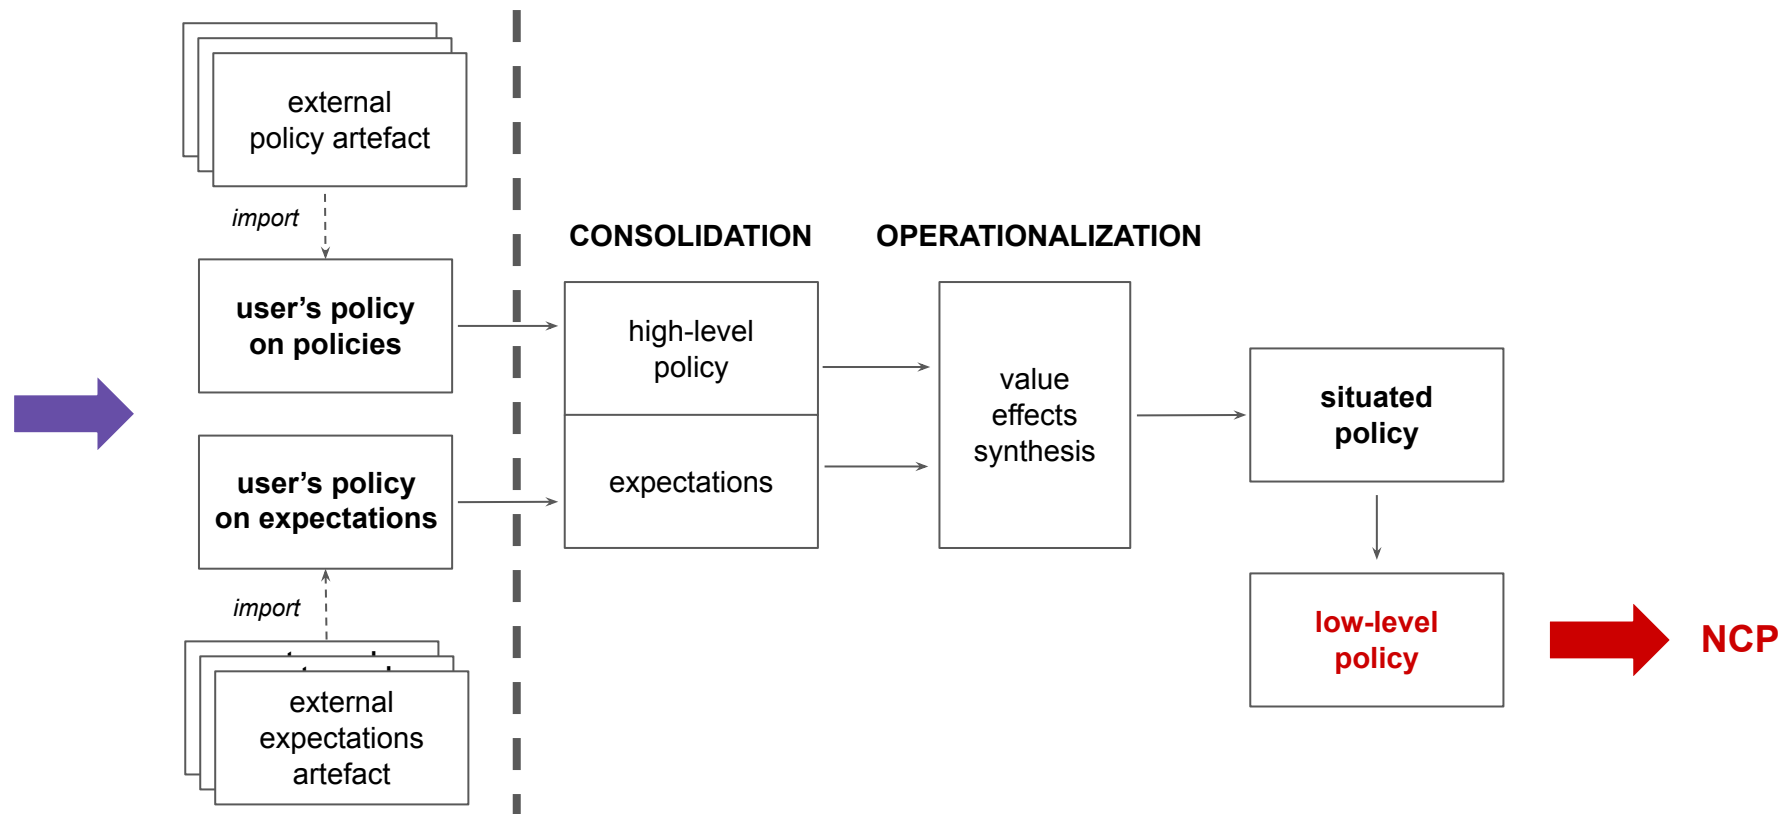 external
policy artefact
import
user’s policy
on policies
user’s policy
on expectations
import
external
expectations
artefact
CONSOLIDATION
high-level
policy
expectations
OPERATIONALIZATION
value
effects
synthesis
situated
policy
low-level
policy
NCP